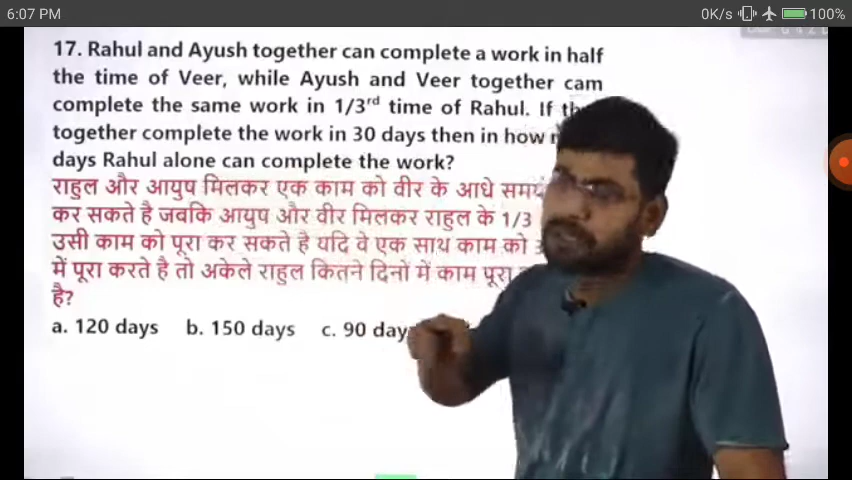 6:07 PM 0K/s 100%
17. Rahul and Ayush together can complete a work in half
the time of Veer, while Ayush and Veer together cam
complete the same work in 1/3rd time of Rahul. If
together complete the work in 30 days then in how
days Rahul alone can complete the work?
राहुल और आयुष मिलकर एक काम को वीर के आधे समय
कर सकते है जबकि आयुष और वीर मिलकर राहुल के 1/3
उसी काम को पूरा कर सकते है यदि वे एक साथ काम को
में पूरा करते है तो अकेले राहुल कितने दिनों में काम पूरा
है?
a. 120 days b. 150 days c. 90